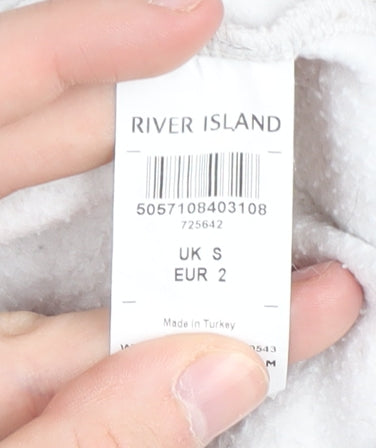 RIVER ISLAND
5057108403108
725642
UK S
EUR 2
Made in Turkey
M